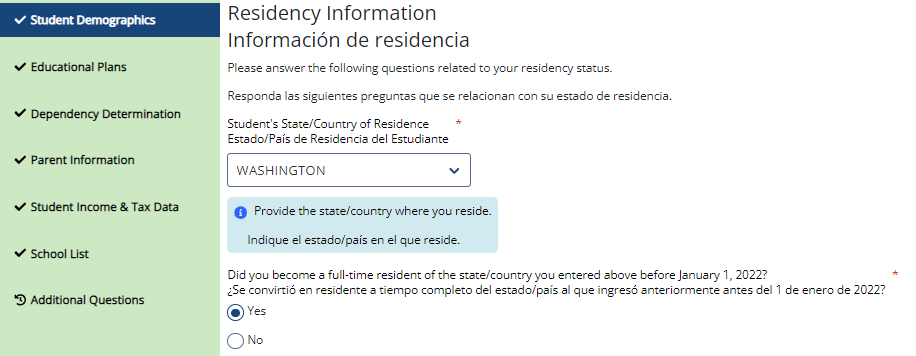 Student Demographics
Educational Plans
Dependency Determination
Parent Information
Student Income & Tax Data
School List
Additional Questions
Residency Information
Información de residencia
Please answer the following questions related to your residency status.
Responda las siguientes preguntas que se relacionan con su estado de residencia.
Student's State/Country of Residence *
Estado/País de Residencia del Estudiante
WASHINGTON
Provide the state/country where you reside.
Indique el estado/país en el que reside.
Did you become a full-time resident of the state/country you entered above before January 1, 2022? *
¿Se convirtió en residente a tiempo completo del estado/país al que ingresó anteriormente antes del 1 de enero de 2022?
Yes
No